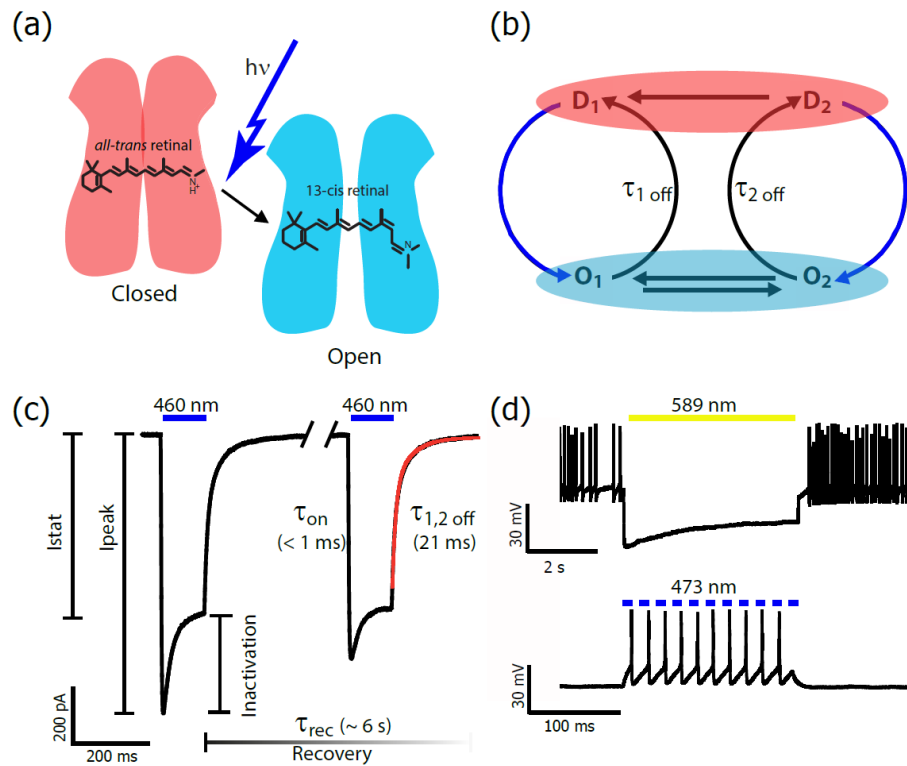 (a)
hν
all-trans retinal
N
H+
Closed
13-cis retinal
N
Open
(b)
D1
D2
τ1 off
τ2 off
O1
O2
(c)
460 nm
460 nm
Istat
Ipeak
τon
(< 1 ms)
τ1,2 off
(21 ms)
Inactivation
200 pA
200 ms
τrec (~ 6 s)
Recovery
(d)
589 nm
30 mV
2 s
473 nm
30 mV
100 ms